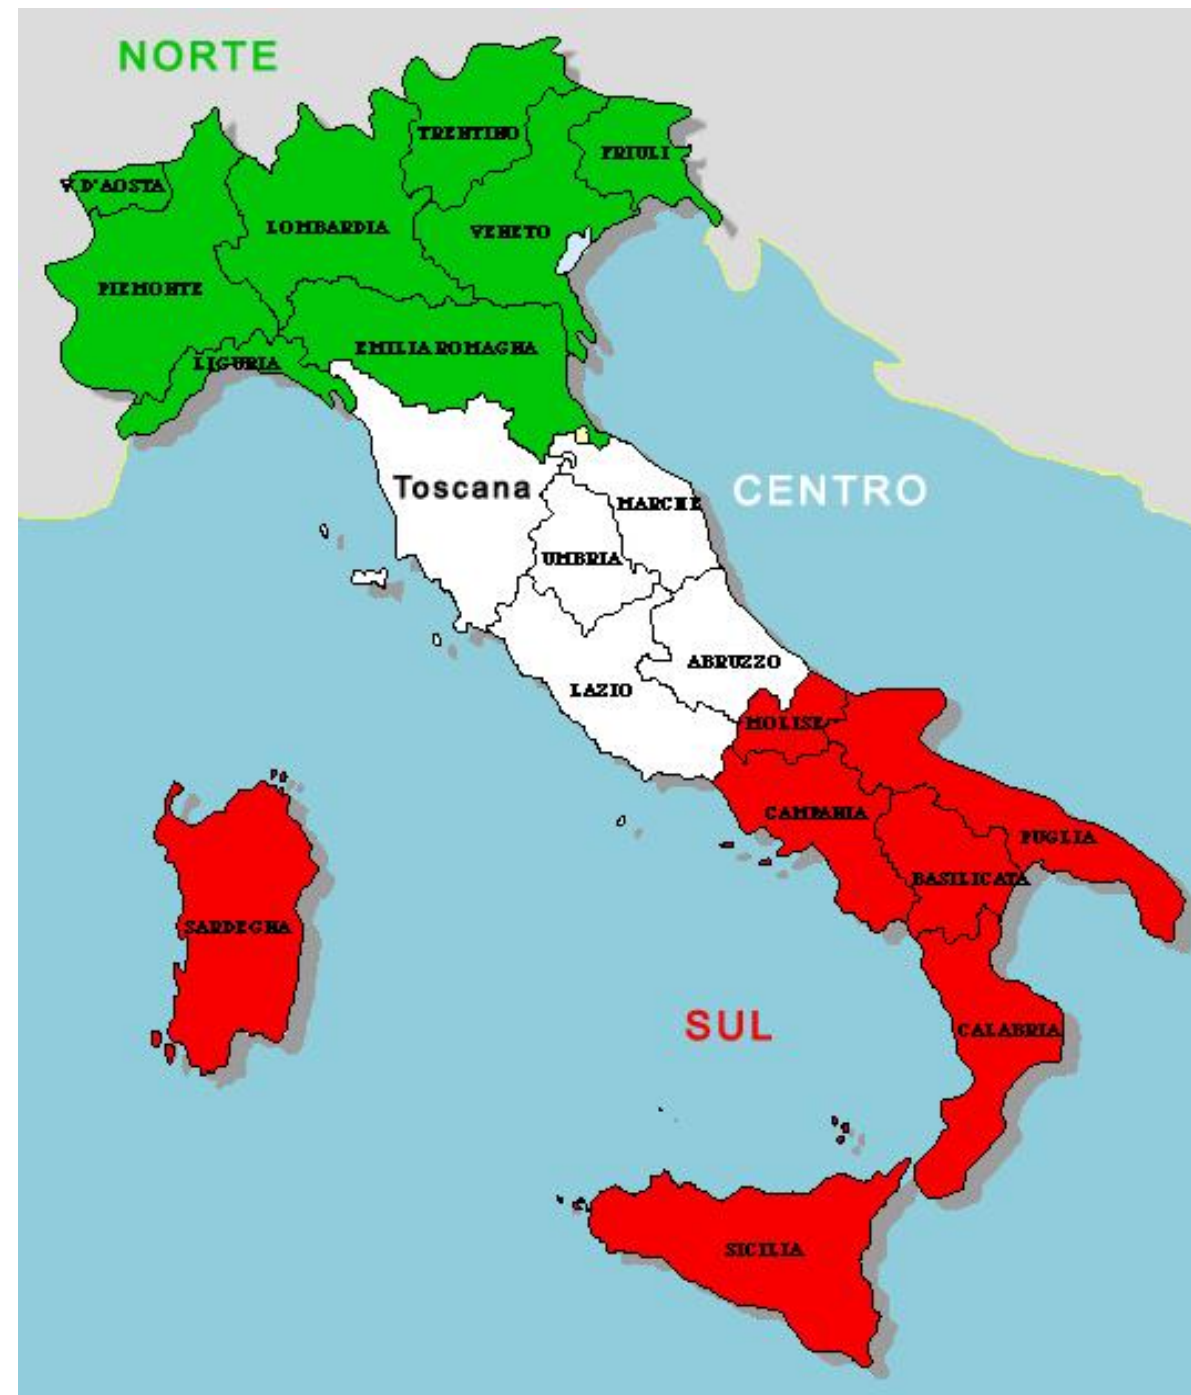 NORTE
TRENTINO
FRIULI
V. D'AOSTA
LOMBARDIA
VENETO
PIEMONTE
EMILIA ROMAGNA
LIGURIA
Toscana
CENTRO
MARCHE
UMBRIA
ABRUZZO
LAZIO
MOLISE
CAMPANIA
PUGLIA
BASILICATA
SARDEGNA
SUL
CALABRIA
SICILIA